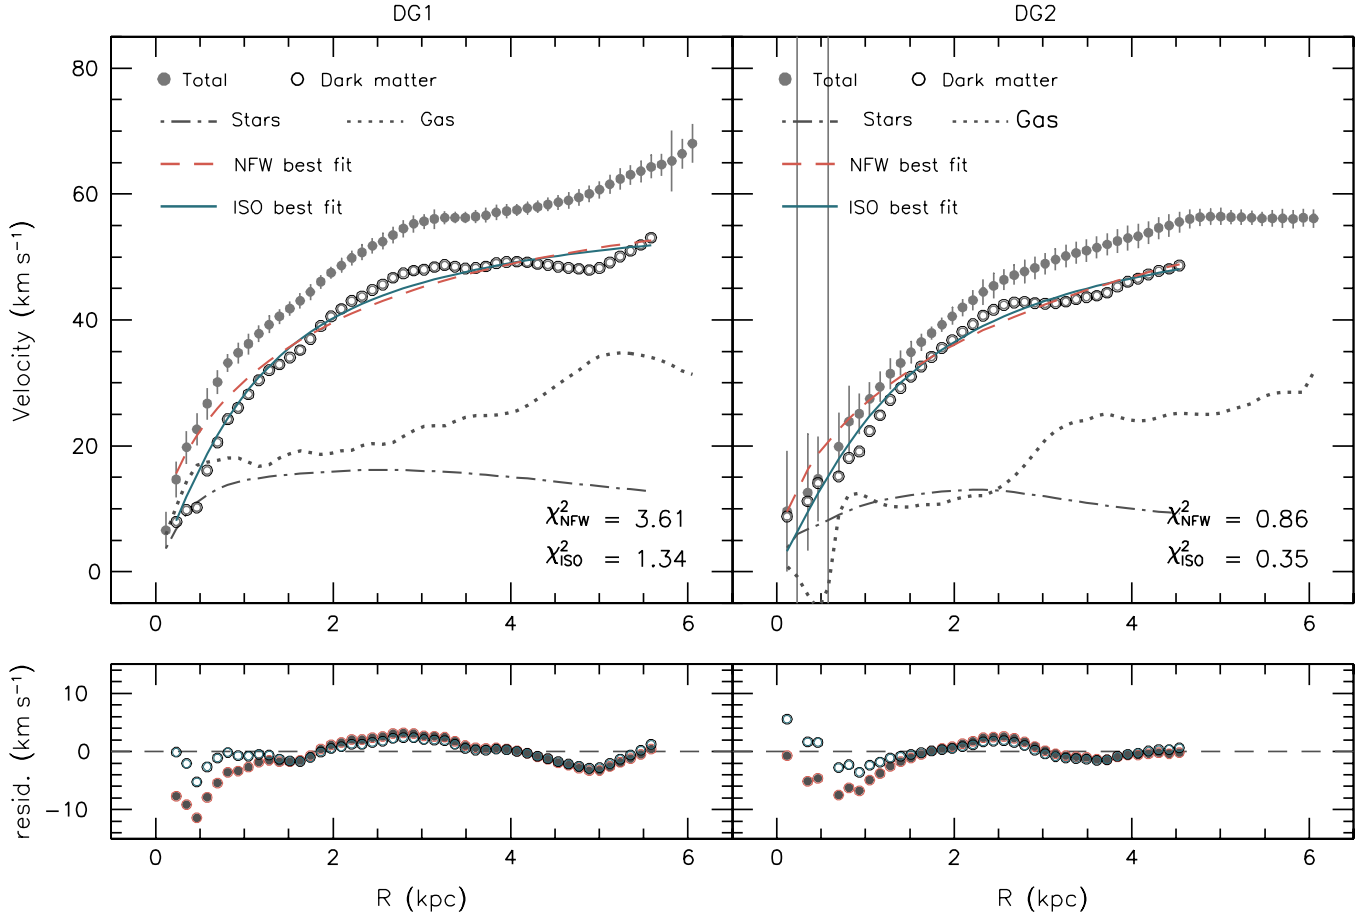 DG1
DG2
80
60
40
20
0
Velocity (km s⁻¹)
Total Dark matter
Stars Gas
NFW best fit
ISO best fit
χ²NFW = 3.61
χ²ISO = 1.34
0 2 4 6
Total Dark matter
Stars Gas
NFW best fit
ISO best fit
χ²NFW = 0.86
χ²ISO = 0.35
0 2 4 6
resid. (km s⁻¹)
10
0
−10
0 2 4 6
R (kpc)
0 2 4 6
R (kpc)